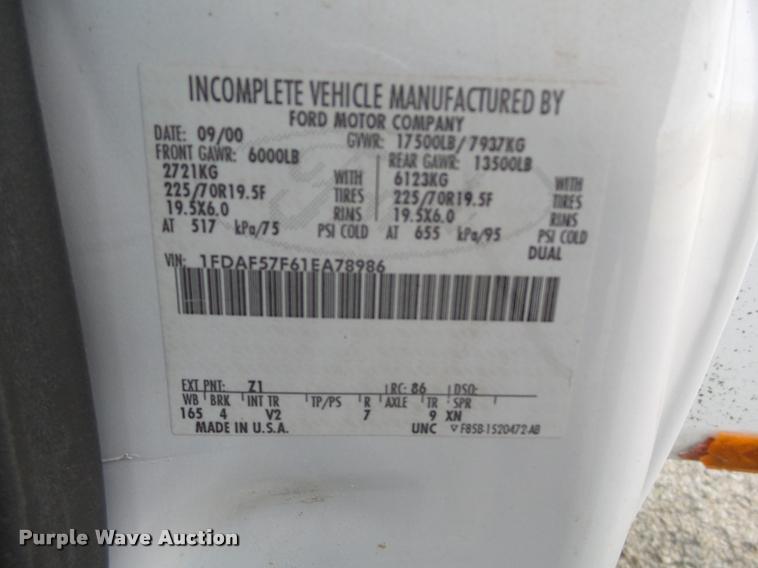 INCOMPLETE VEHICLE MANUFACTURED BY
FORD MOTOR COMPANY
DATE: 09/00 GVWR: 17500LB/7937KG
FRONT GAWR: 6000LB REAR GAWR: 13500LB
2721KG WITH 6123KG WITH
225/70R19.5F TIRES 225/70R19.5F TIRES
19.5X6.0 RIMS 19.5X6.0 RIMS
AT 517 kPa/75 PSI COLD AT 655 kPa/95 PSI COLD
DUAL
VIN: 1FDAF57F61EA78986
EXT PNT: Z1 RC: 86 DSO:
WB BRK INT TR TP/PS R AXLE TR SPR
165 4 V2 7 9 XN
MADE IN U.S.A. UNC ▽ F85B-1520472-AB
Purple Wave Auction